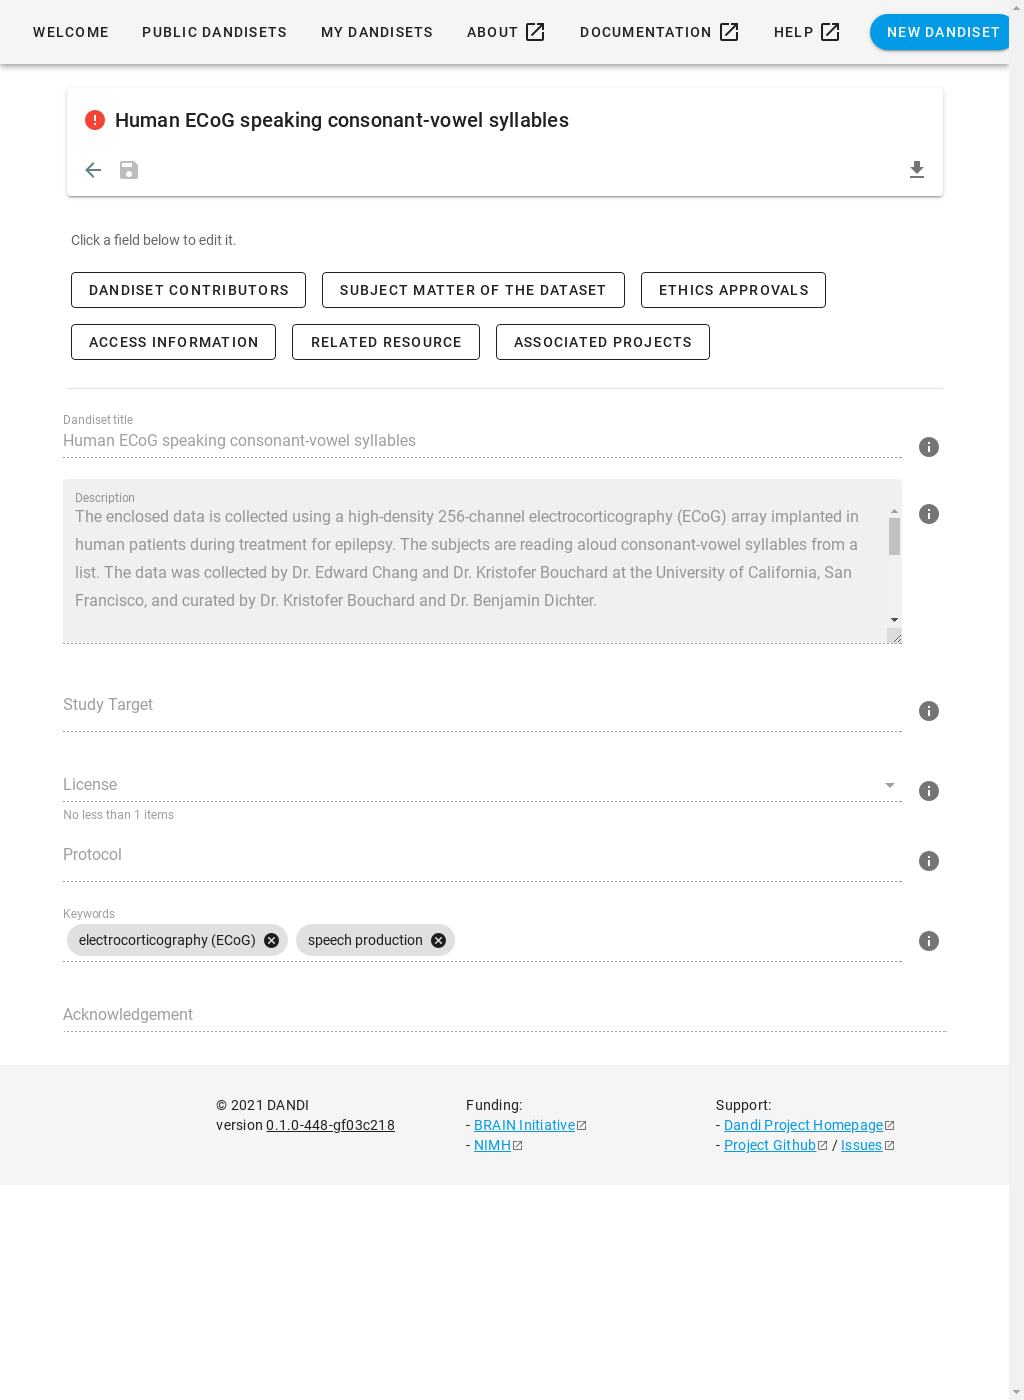 WELCOME PUBLIC DANDISETS MY DANDISETS ABOUT DOCUMENTATION HELP NEW DANDISET
Human ECoG speaking consonant-vowel syllables
Click a field below to edit it.
DANDISET CONTRIBUTORS SUBJECT MATTER OF THE DATASET ETHICS APPROVALS
ACCESS INFORMATION RELATED RESOURCE ASSOCIATED PROJECTS
Dandiset title
Human ECoG speaking consonant-vowel syllables
Description
The enclosed data is collected using a high-density 256-channel electrocorticography (ECoG) array implanted in
human patients during treatment for epilepsy. The subjects are reading aloud consonant-vowel syllables from a
list. The data was collected by Dr. Edward Chang and Dr. Kristofer Bouchard at the University of California, San
Francisco, and curated by Dr. Kristofer Bouchard and Dr. Benjamin Dichter.
Study Target
License
No less than 1 items
Protocol
Keywords
electrocorticography (ECoG) speech production
Acknowledgement
© 2021 DANDI
version 0.1.0-448-gf03c218
Funding:
- BRAIN Initiative
- NIMH
Support:
- Dandi Project Homepage
- Project Github / Issues